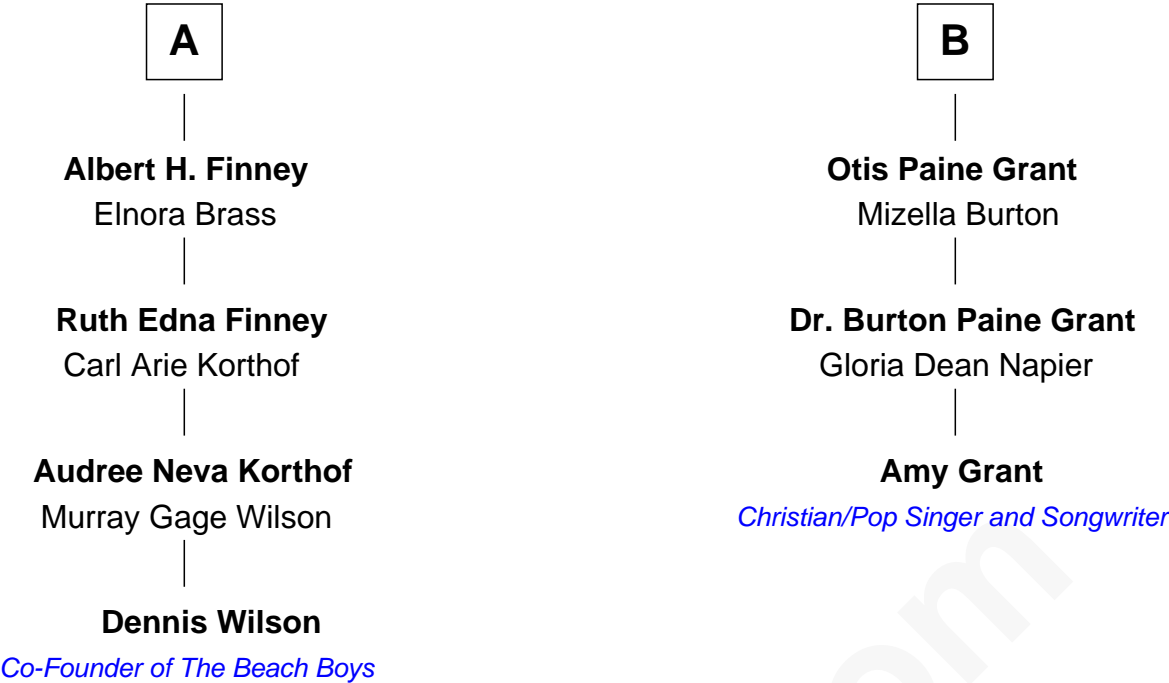 A
B
Albert H. Finney
Elnora Brass
Otis Paine Grant
Mizella Burton
Ruth Edna Finney
Carl Arie Korthof
Dr. Burton Paine Grant
Gloria Dean Napier
Audree Neva Korthof
Murray Gage Wilson
Amy Grant
Christian/Pop Singer and Songwriter
Dennis Wilson
Co-Founder of The Beach Boys
om